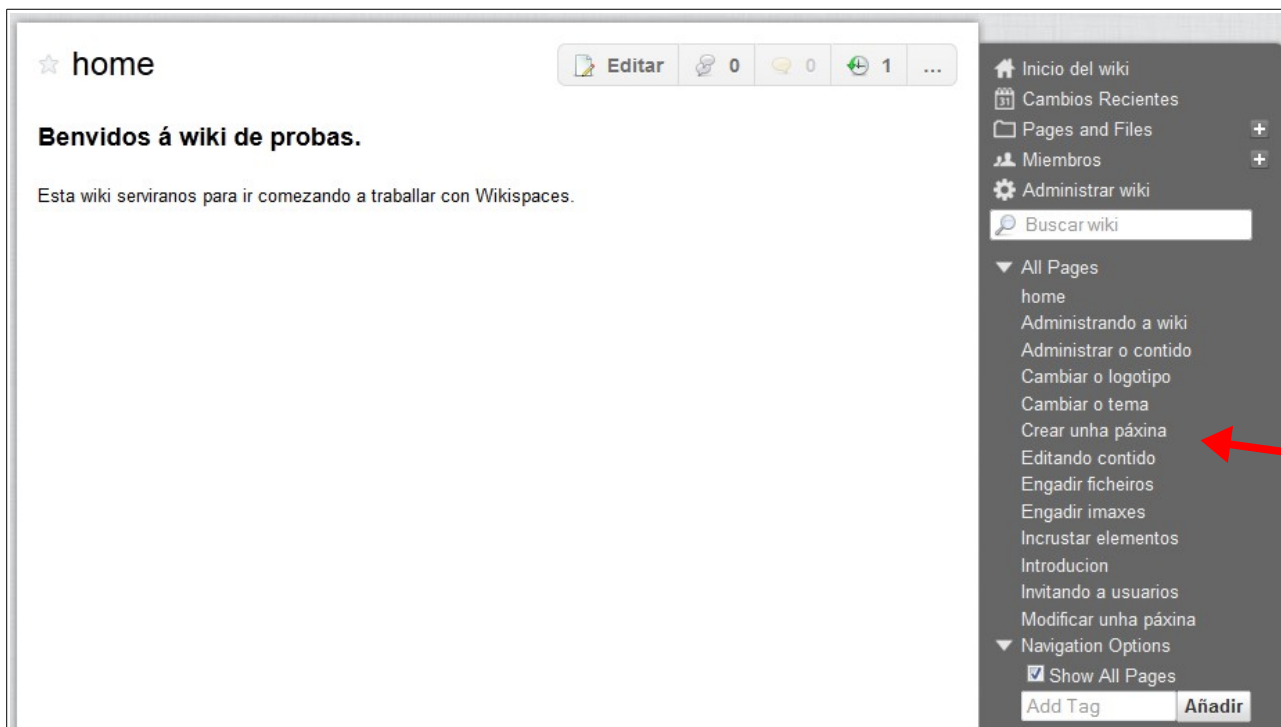 home
Editar 0 0 1 ...
Benvidos á wiki de probas.
Esta wiki serviranos para ir comezando a traballar con Wikispaces.
Inicio del wiki
31 Cambios Recientes
Pages and Files +
Miembros +
Administrar wiki
Buscar wiki
All Pages
home
Administrando a wiki
Administrar o contido
Cambiar o logotipo
Cambiar o tema
Crear unha páxina
Editando contido
Engadir ficheiros
Engadir imaxes
Incrustar elementos
Introducion
Invitando a usuarios
Modificar unha páxina
Navigation Options
Show All Pages
Add Tag Añadir